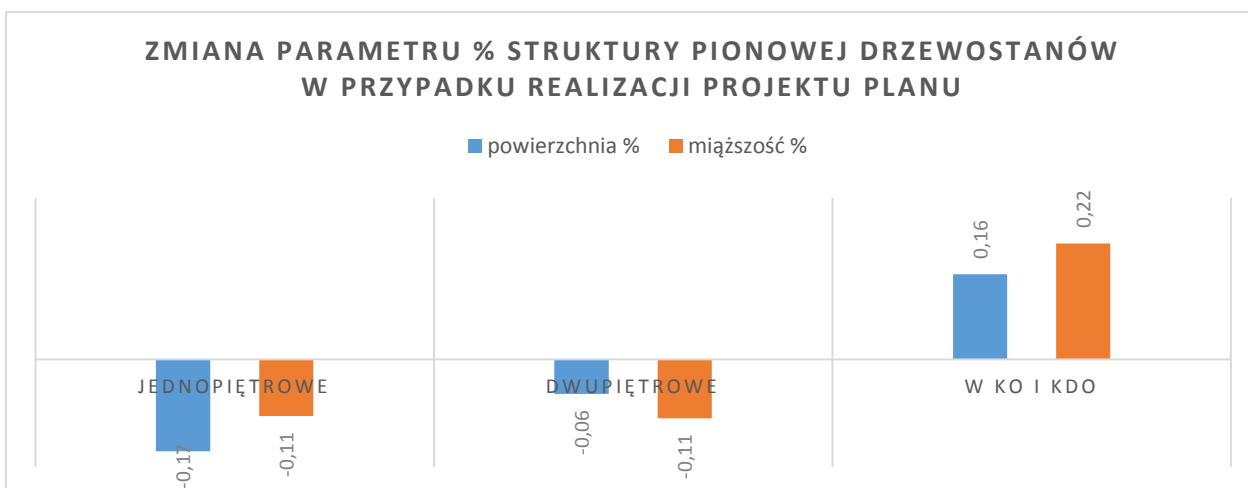 ZMIANA PARAMETRU % STRUKTURY PIONOWEJ DRZEWOSTANÓW
W PRZYPADKU REALIZACJI PROJEKTU PLANU
powierzchnia % miąższość %
0,16 0,22
JEDNOPIĘTROWE DWUPIĘTROWE W KO I KDO
-0,17 -0,11 -0,06 -0,11